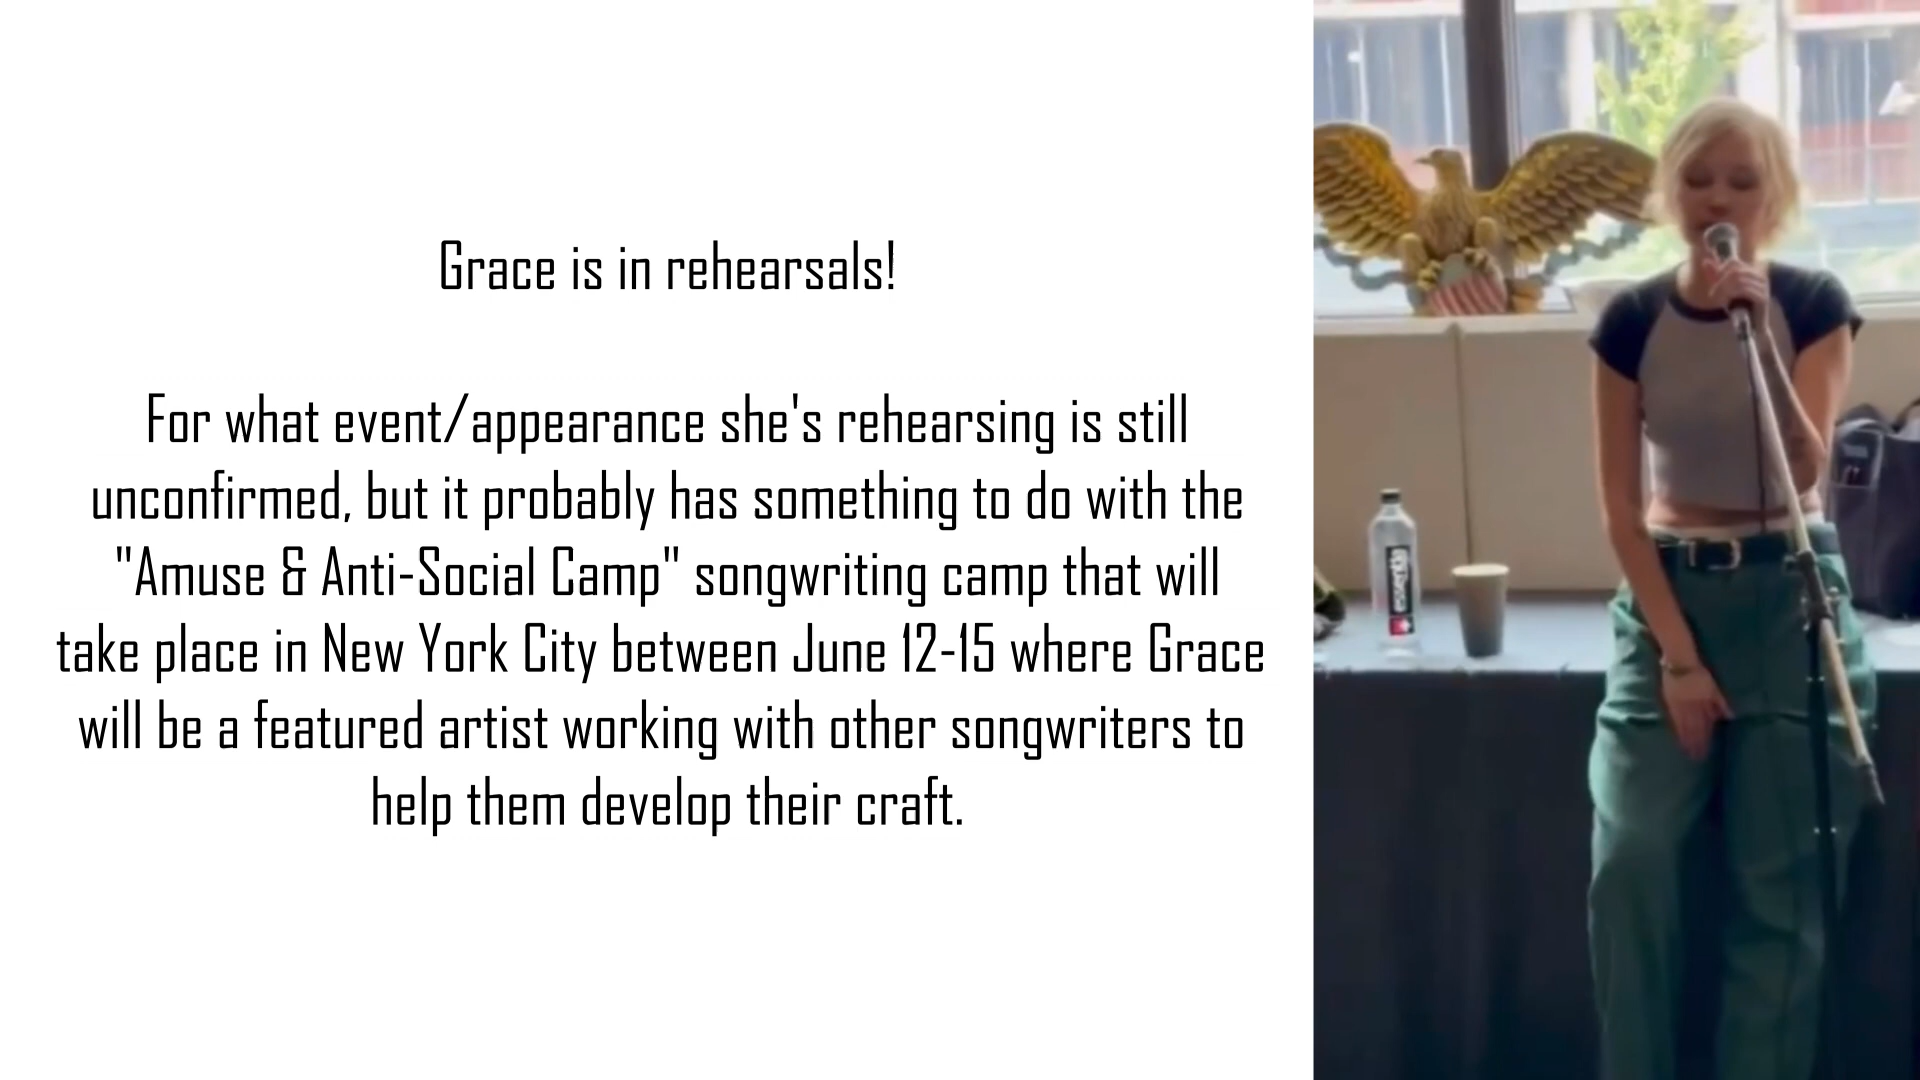 Grace is in rehearsals!
For what event/appearance she's rehearsing is still
unconfirmed, but it probably has something to do with the
"Amuse & Anti-Social Camp" songwriting camp that will
take place in New York City between June 12-15 where Grace
will be a featured artist working with other songwriters to
help them develop their craft.
essentia